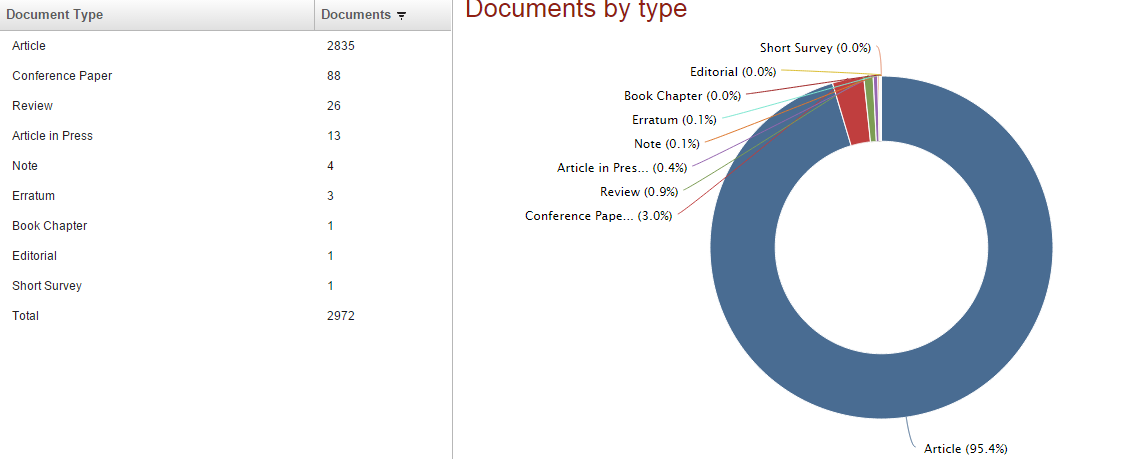 Document Type Documents
Article 2835
Conference Paper 88
Review 26
Article in Press 13
Note 4
Erratum 3
Book Chapter 1
Editorial 1
Short Survey 1
Total 2972
Documents by type
Short Survey (0.0%)
Editorial (0.0%)
Book Chapter (0.0%)
Erratum (0.1%)
Note (0.1%)
Article in Pres... (0.4%)
Review (0.9%)
Conference Pape... (3.0%)
Article (95.4%)